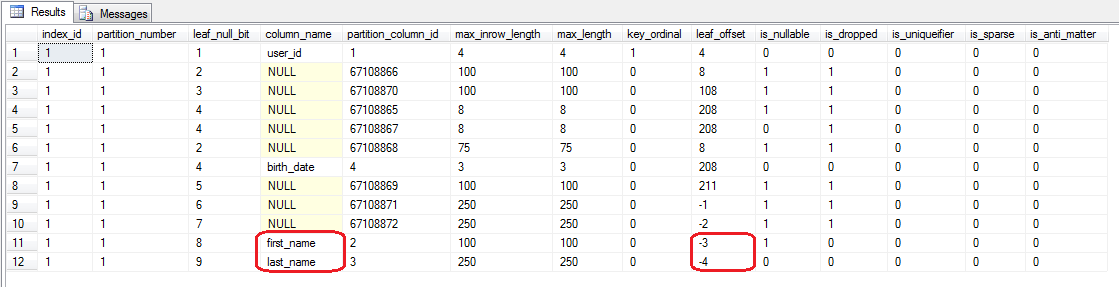 Results Messages
index_id partition_number leaf_null_bit column_name partition_column_id max_inrow_length max_length key_ordinal leaf_offset is_nullable is_dropped is_uniqueifier is_sparse is_anti_matter
1 1 1 1 user_id 1 4 4 1 4 0 0 0 0 0
2 1 1 2 NULL 67108866 100 100 0 8 1 1 0 0 0
3 1 1 3 NULL 67108870 100 100 0 108 1 1 0 0 0
4 1 1 4 NULL 67108865 8 8 0 208 1 1 0 0 0
5 1 1 4 NULL 67108867 8 8 0 208 0 1 0 0 0
6 1 1 2 NULL 67108868 75 75 0 8 1 1 0 0 0
7 1 1 4 birth_date 4 3 3 0 208 0 0 0 0 0
8 1 1 5 NULL 67108869 100 100 0 211 1 1 0 0 0
9 1 1 6 NULL 67108871 250 250 0 -1 1 1 0 0 0
10 1 1 7 NULL 67108872 250 250 0 -2 1 1 0 0 0
11 1 1 8 first_name 2 100 100 0 -3 1 0 0 0 0
12 1 1 9 last_name 3 250 250 0 -4 0 0 0 0 0